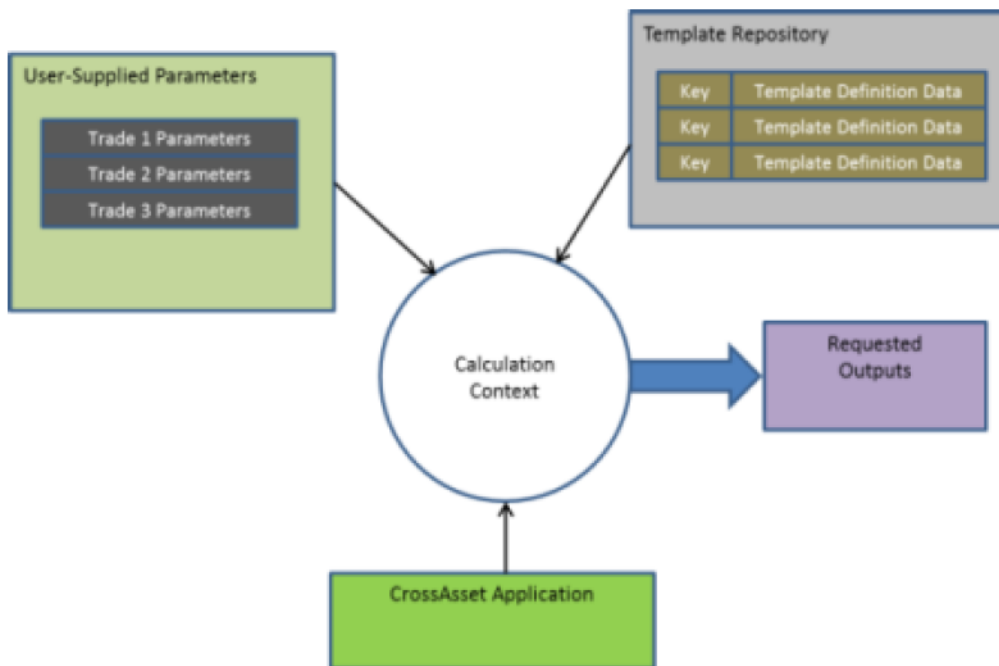 User-Supplied Parameters
Trade 1 Parameters
Trade 2 Parameters
Trade 3 Parameters
Template Repository
Key Template Definition Data
Key Template Definition Data
Key Template Definition Data
Calculation
Context
Requested
Outputs
CrossAsset Application